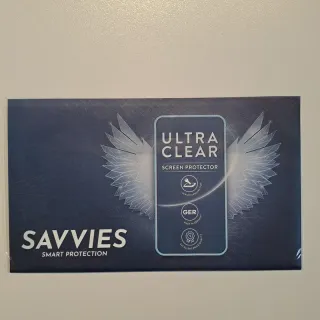 ULTRA
CLEAR
SCREEN PROTECTOR
GER
SAVVIES
SMART PROTECTION